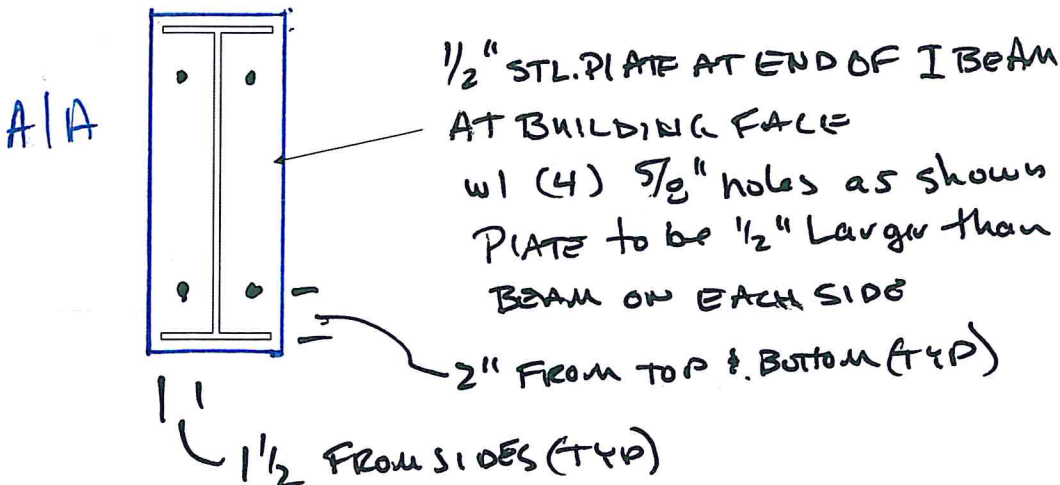 A/A
1/2" STL. PLATE AT END OF I BEAM
AT BUILDING FACE
w/ (4) 5/8" holes as shown
PLATE to be 1/2" Larger than
BEAM ON EACH SIDE
2" FROM TOP & BOTTOM (TYP)
1 1/2 FROM SIDES (TYP)